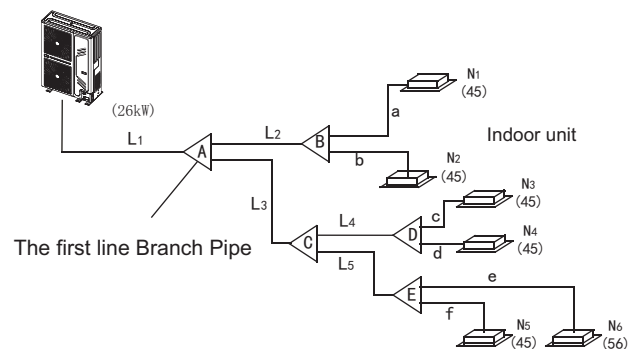 (26kW)
L1
A
L2
B
a
b
N1
(45)
N2
(45)
Indoor unit
L3
The first line Branch Pipe
C
L4
L5
D
c
d
N3
(45)
N4
(45)
E
e
f
N5
(45)
N6
(56)